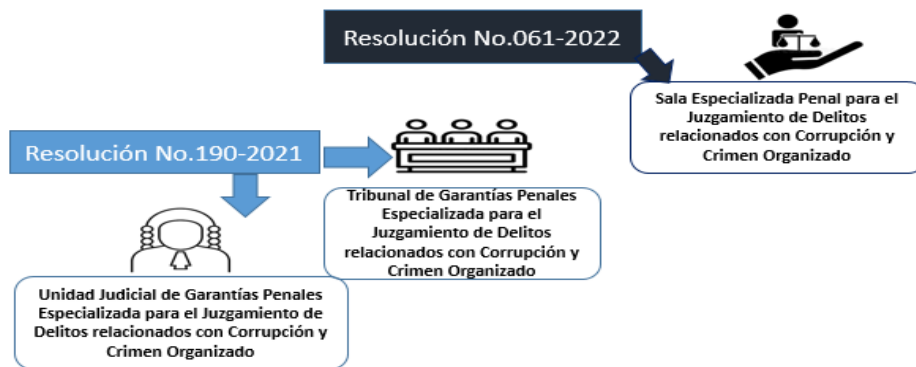 Resolución No.061-2022
Sala Especializada Penal para el
Juzgamiento de Delitos
relacionados con Corrupción y
Crimen Organizado
Resolución No.190-2021
Tribunal de Garantías Penales
Especializada para el
Juzgamiento de Delitos
relacionados con Corrupción y
Crimen Organizado
Unidad Judicial de Garantías Penales
Especializada para el Juzgamiento de
Delitos relacionados con Corrupción y
Crimen Organizado